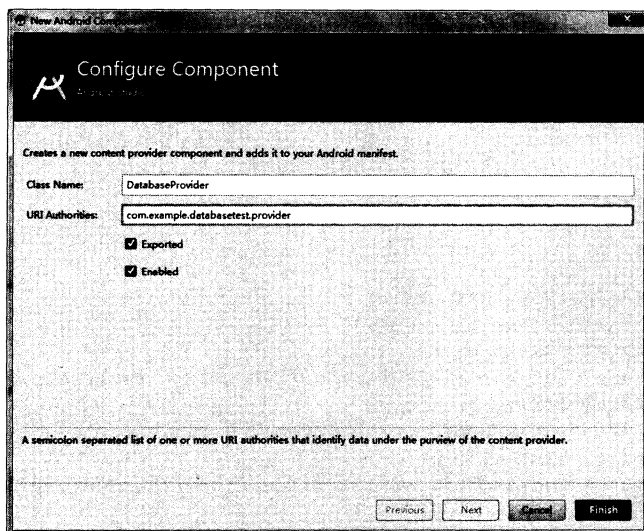 New Android Component
Configure Component
Android Studio
Creates a new content provider component and adds it to your Android manifest.
Class Name: DatabaseProvider
URI Authorities: com.example.databasetest.provider
Exported
Enabled
A semicolon separated list of one or more URI authorities that identify data under the purview of the content provider.
Previous Next Cancel Finish